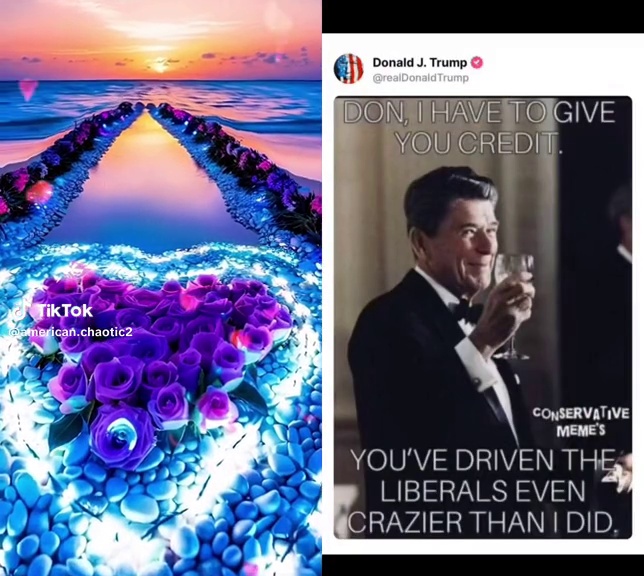 TikTok
@american.chaotic2
Donald J. Trump
@realDonaldTrump
DON, I HAVE TO GIVE
YOU CREDIT.
CONSERVATIVE
MEME'S
YOU'VE DRIVEN THE
LIBERALS EVEN
CRAZIER THAN I DID.